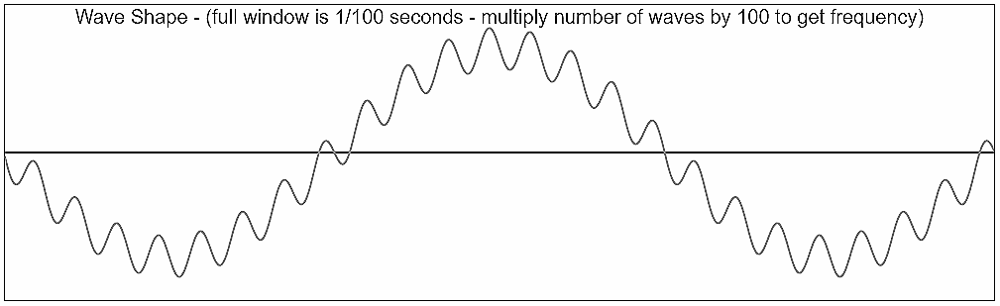 Wave Shape - (full window is 1/100 seconds - multiply number of waves by 100 to get frequency)